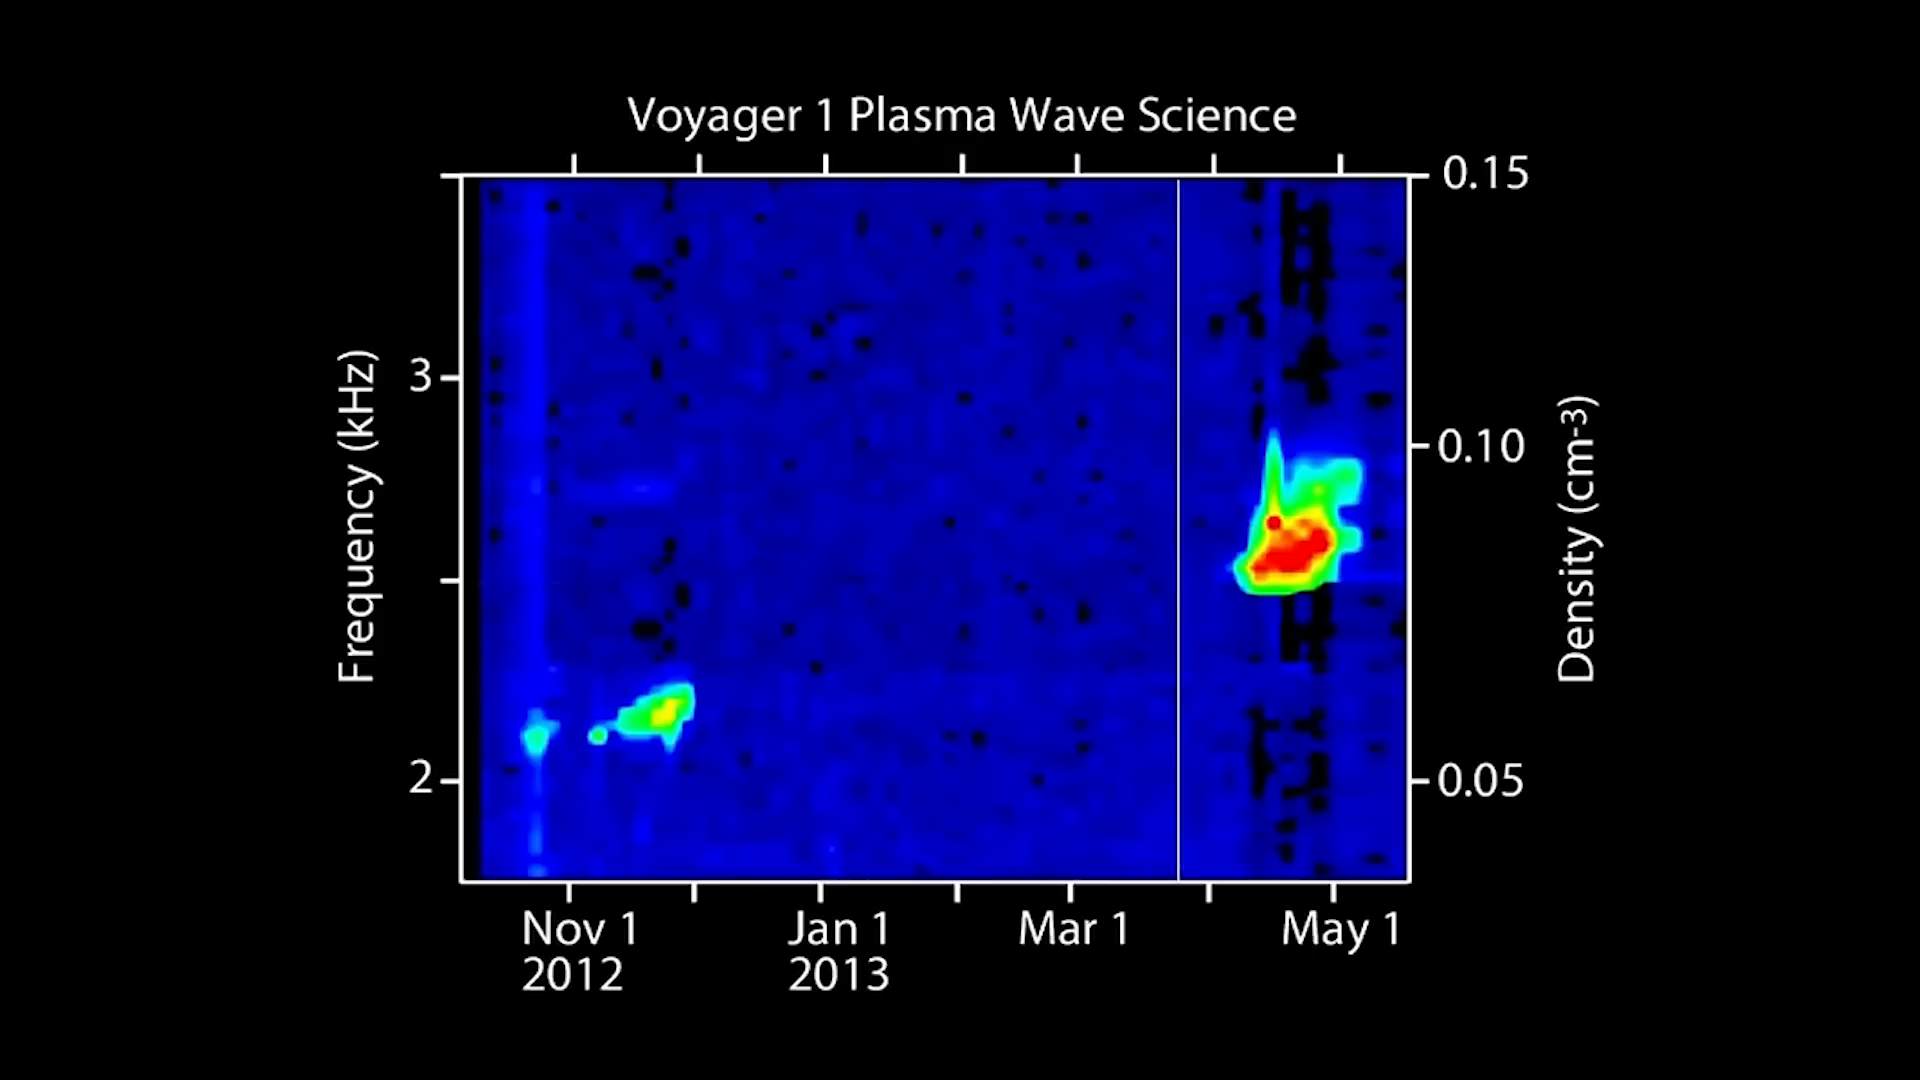 Voyager 1 Plasma Wave Science
0.15
3
0.10
Frequency (kHz)
Density (cm-3)
2
0.05
Nov 1
2012
Jan 1
2013
Mar 1
May 1